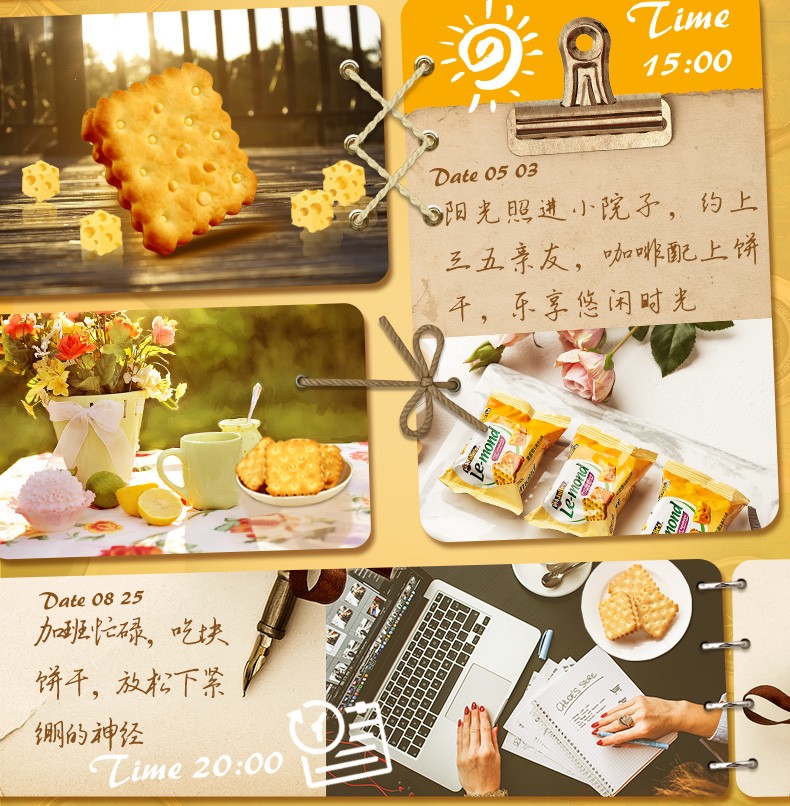 Time
15:00
Date 05 03
阳光照进小院子，约上
三五亲友，咖啡配上饼
干，乐享悠闲时光
Le·mond
Le·mond
Le·mond
Date 08 25
加班忙碌，吃块
饼干，放松下紧
绷的神经
Time 20:00
CHLOE'S STORE